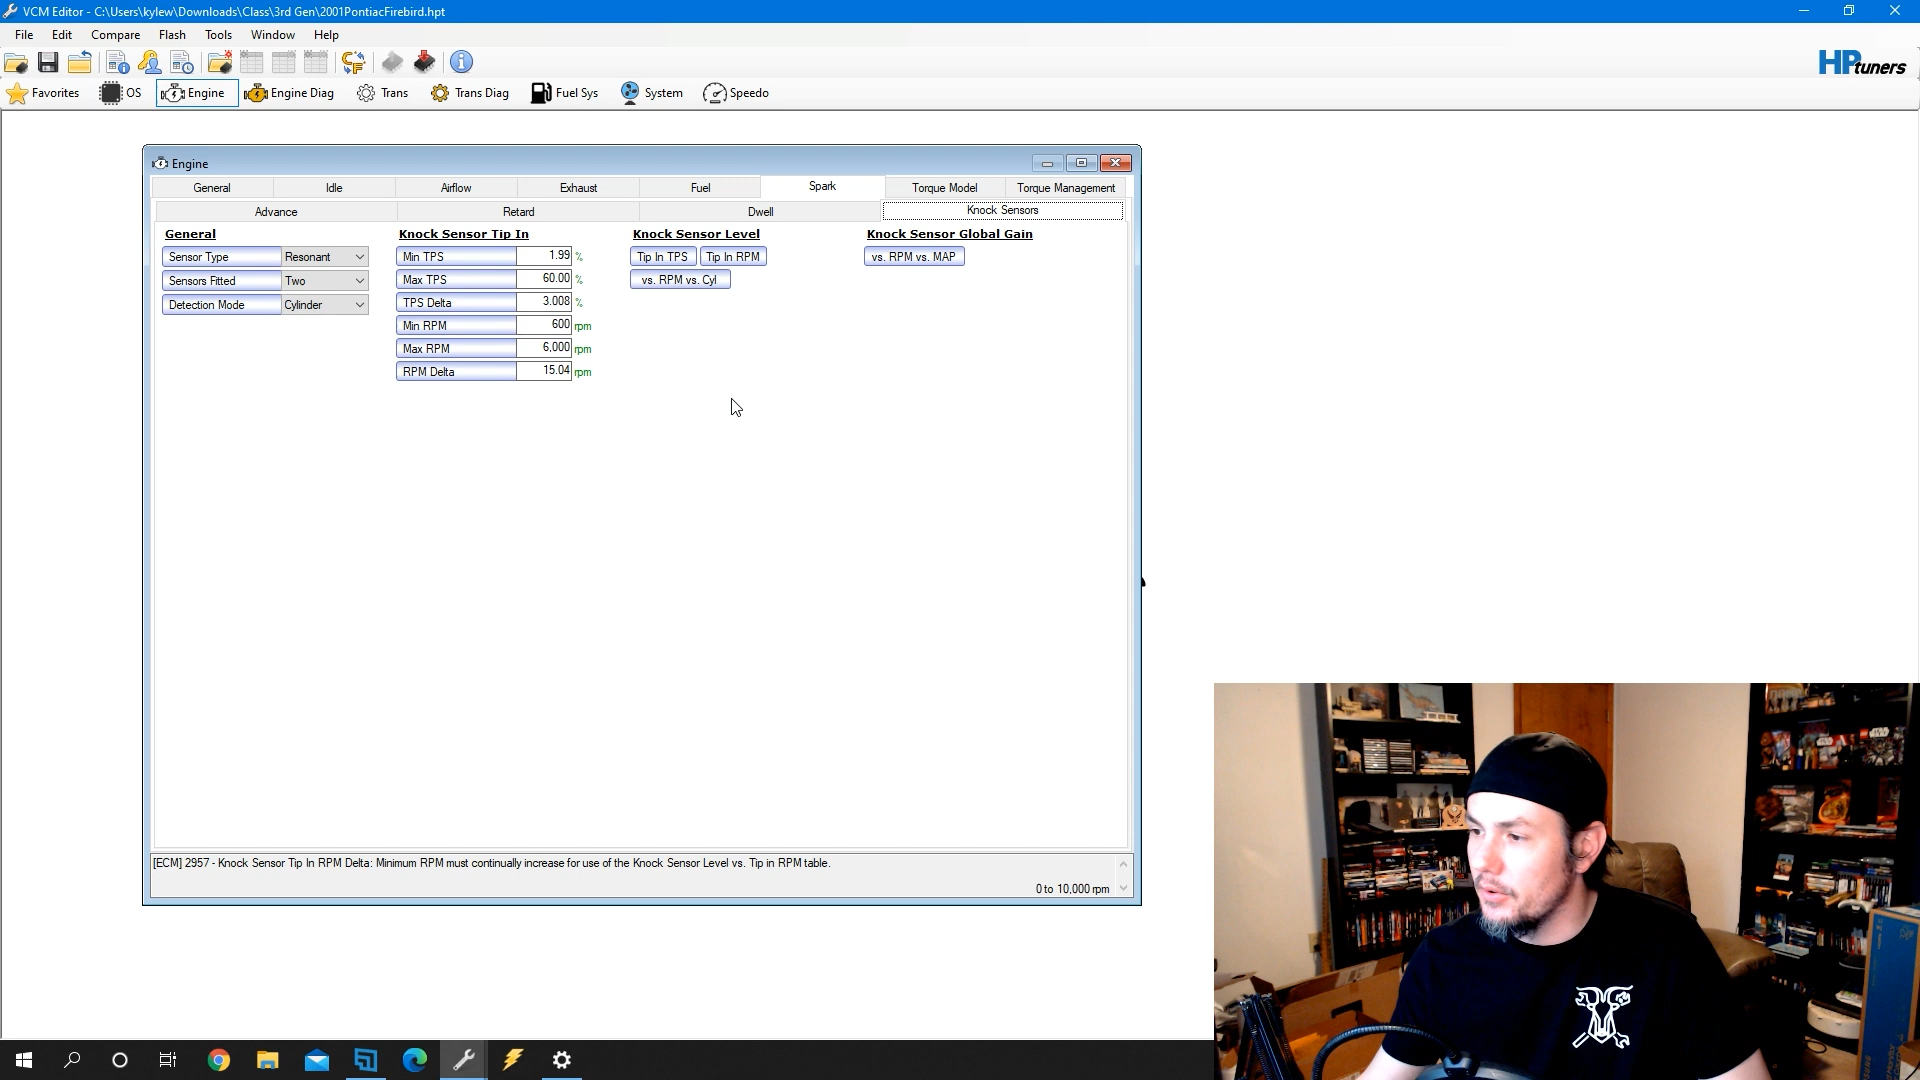 VCM Editor - C:\Users\kylew\Downloads\Class\3rd Gen\2001PontiacFirebird.hpt
File Edit Compare Flash Tools Window Help
HPtuners
Favorites OS Engine Engine Diag Trans Trans Diag Fuel Sys System Speedo
Engine
General Idle Airflow Exhaust Fuel Spark Torque Model Torque Management
Advance Retard Dwell Knock Sensors
General
Sensor Type Resonant
Sensors Fitted Two
Detection Mode Cylinder
Knock Sensor Tip In
Min TPS 1.99 %
Max TPS 60.00 %
TPS Delta 3.008 %
Min RPM 600 rpm
Max RPM 6,000 rpm
RPM Delta 15.04 rpm
Knock Sensor Level
Tip In TPS Tip In RPM
vs. RPM vs. Cyl
Knock Sensor Global Gain
vs. RPM vs. MAP
[ECM] 2957 - Knock Sensor Tip In RPM Delta: Minimum RPM must continually increase for use of the Knock Sensor Level vs. Tip in RPM table.
0 to 10,000 rpm